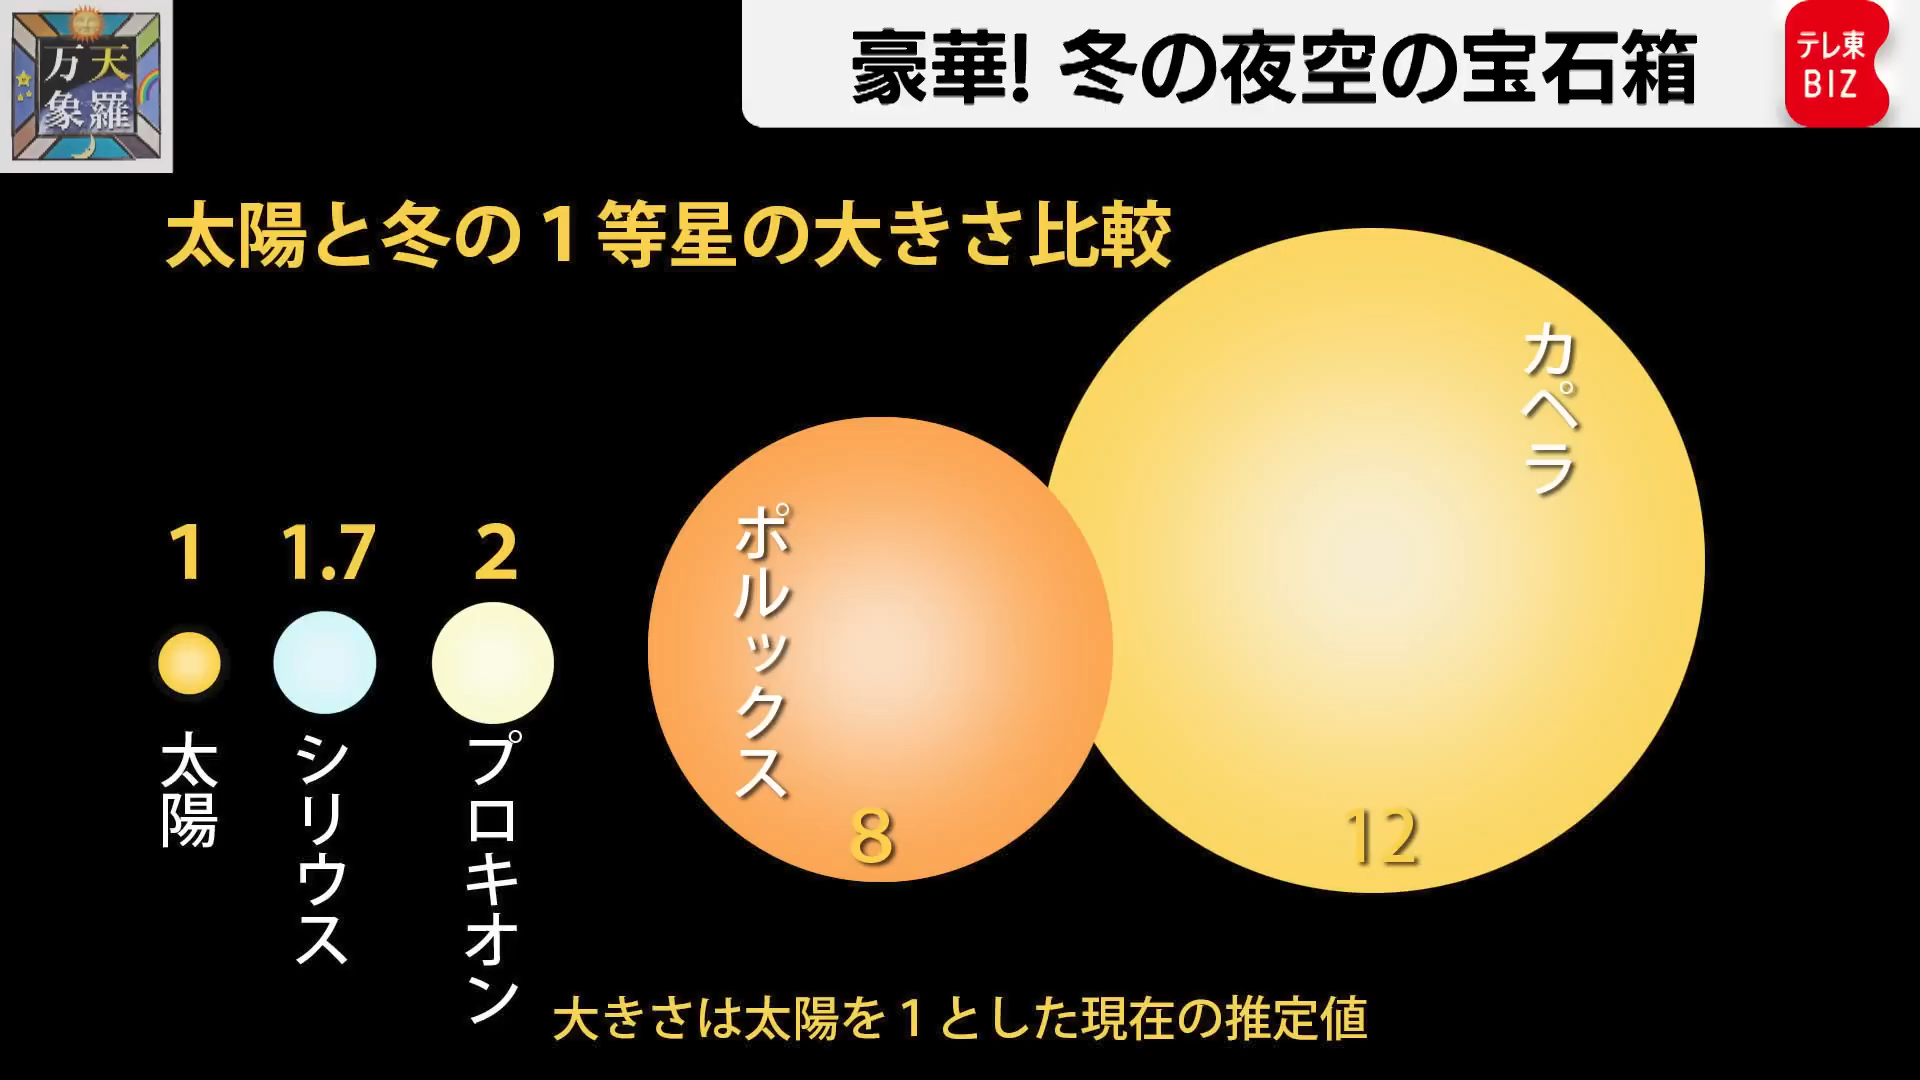 天羅
万象
豪華! 冬の夜空の宝石箱
テレ東
BIZ
太陽と冬の1等星の大きさ比較
1
太陽
1.7
シリウス
2
プロキオン
ポルックス
8
カペラ
12
大きさは太陽を1とした現在の推定値